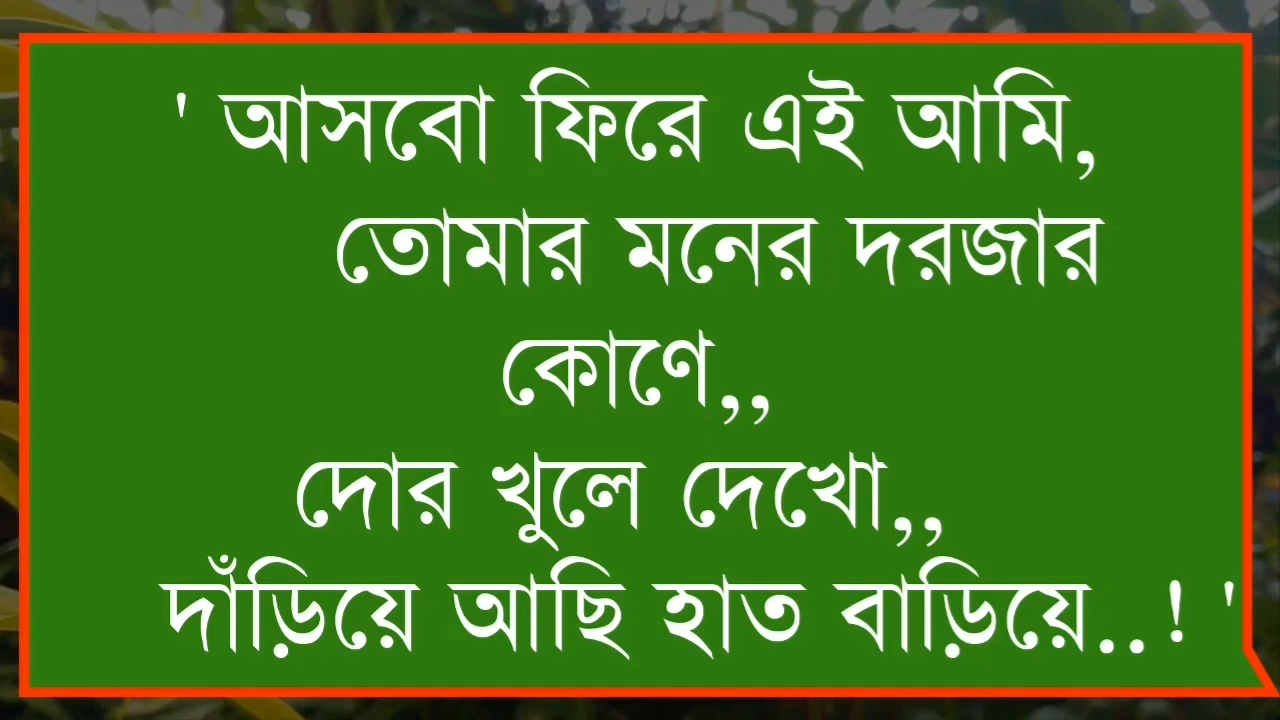 ' আসবো ফিরে এই আমি,
তোমার মনের দরজার
কোণে,,
দোর খুলে দেখো,,
দাঁড়িয়ে আছি হাত বাড়িয়ে..! '